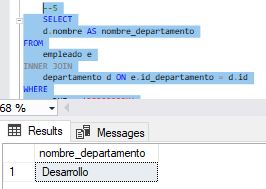 --5
SELECT
d.nombre AS nombre_departamento
FROM
empleado e
INNER JOIN
departamento d ON e.id_departamento = d.id
WHERE
68 %
Results Messages
nombre_departamento
1 Desarrollo